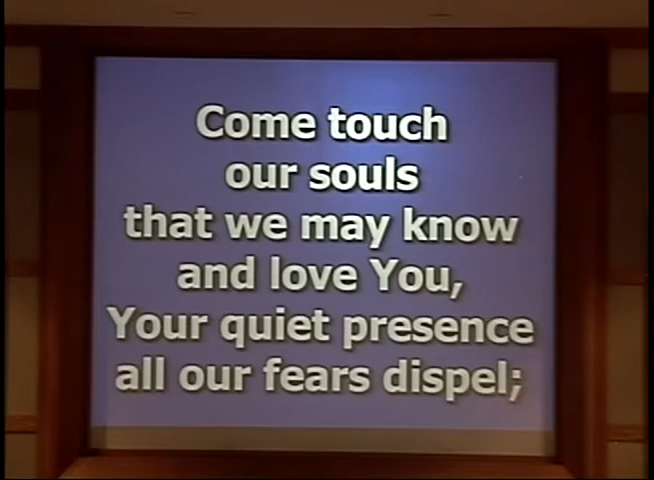 Come touch
our souls
that we may know
and love You,
Your quiet presence
all our fears dispel;